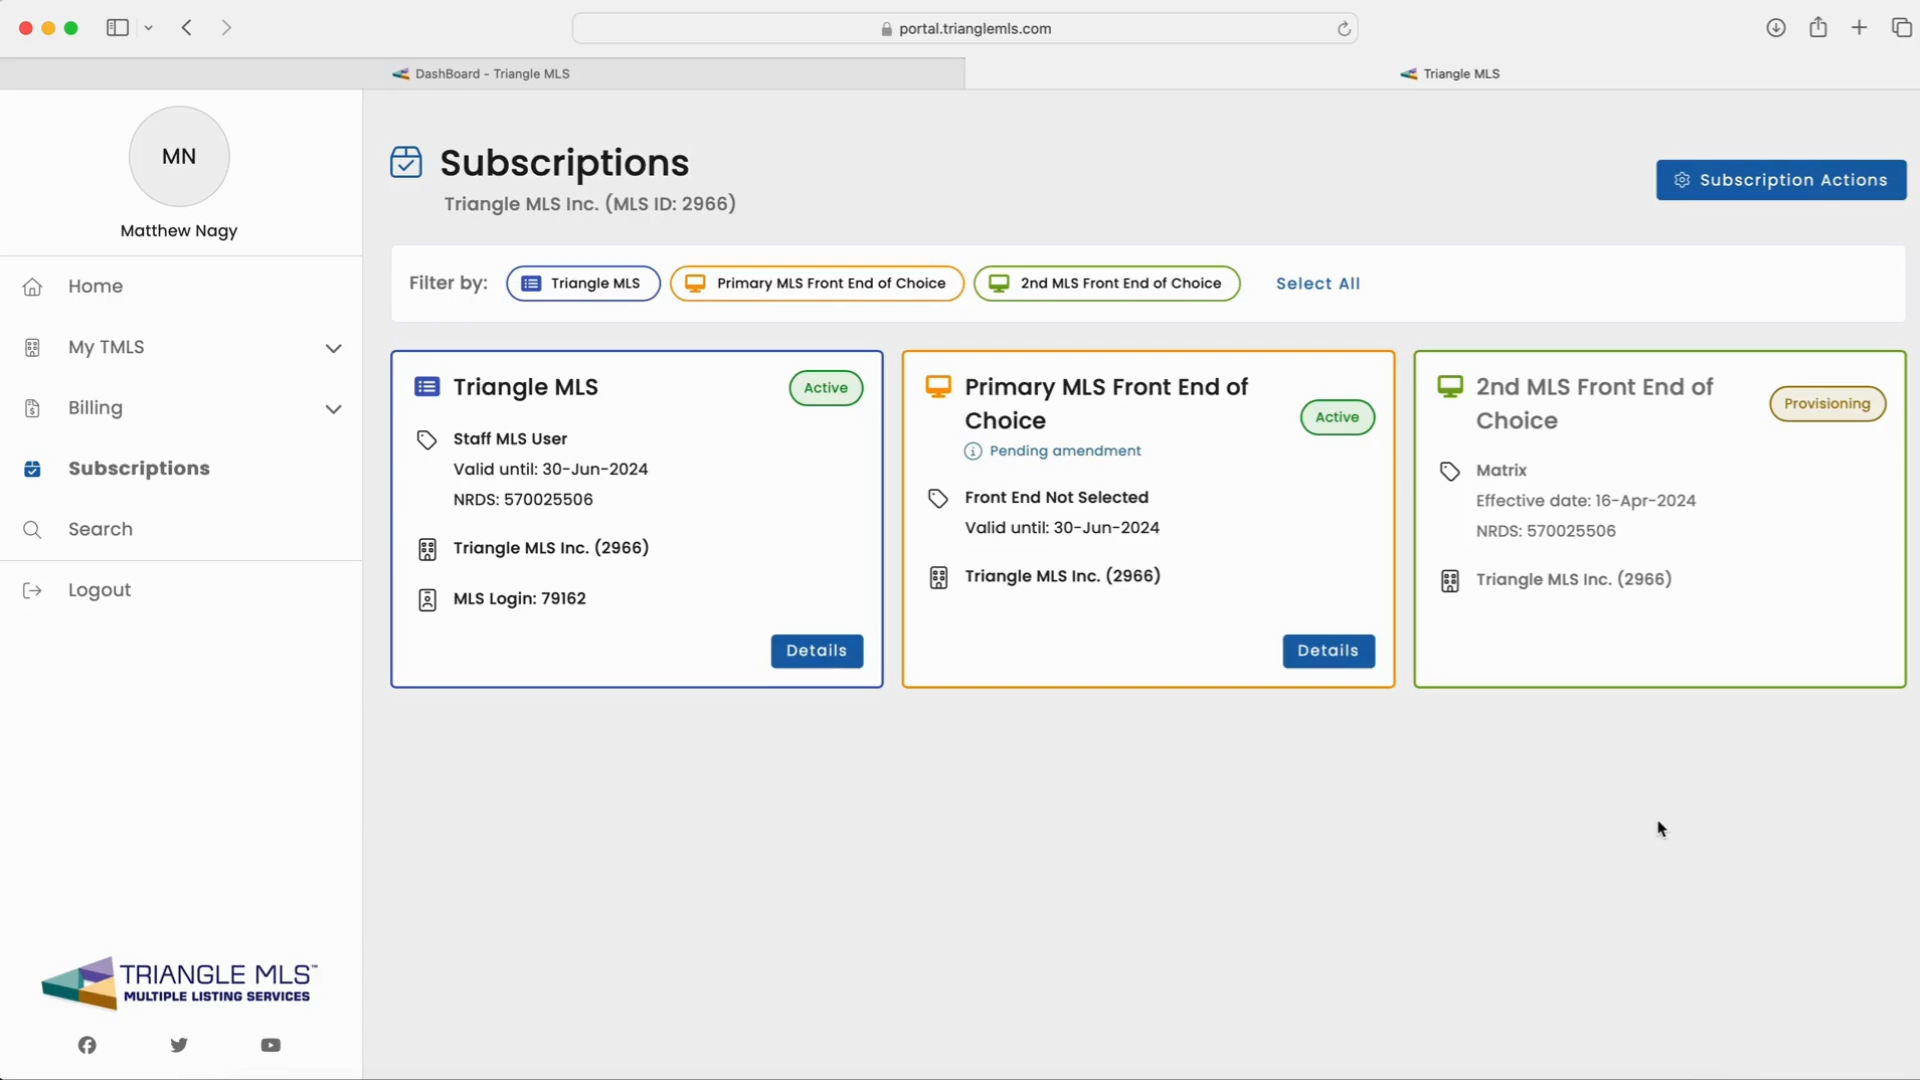 portal.trianglemls.com
DashBoard - Triangle MLS
Triangle MLS
MN
Matthew Nagy
Home
My TMLS
Billing
Subscriptions
Search
Logout
TRIANGLE MLS™
MULTIPLE LISTING SERVICES
Subscriptions
Triangle MLS Inc. (MLS ID: 2966)
Subscription Actions
Filter by: Triangle MLS Primary MLS Front End of Choice 2nd MLS Front End of Choice Select All
Triangle MLS Active
Staff MLS User
Valid until: 30-Jun-2024
NRDS: 570025506
Triangle MLS Inc. (2966)
MLS Login: 79162
Details
Primary MLS Front End of
Choice
Active
Pending amendment
Front End Not Selected
Valid until: 30-Jun-2024
Triangle MLS Inc. (2966)
Details
2nd MLS Front End of
Choice
Provisioning
Matrix
Effective date: 16-Apr-2024
NRDS: 570025506
Triangle MLS Inc. (2966)